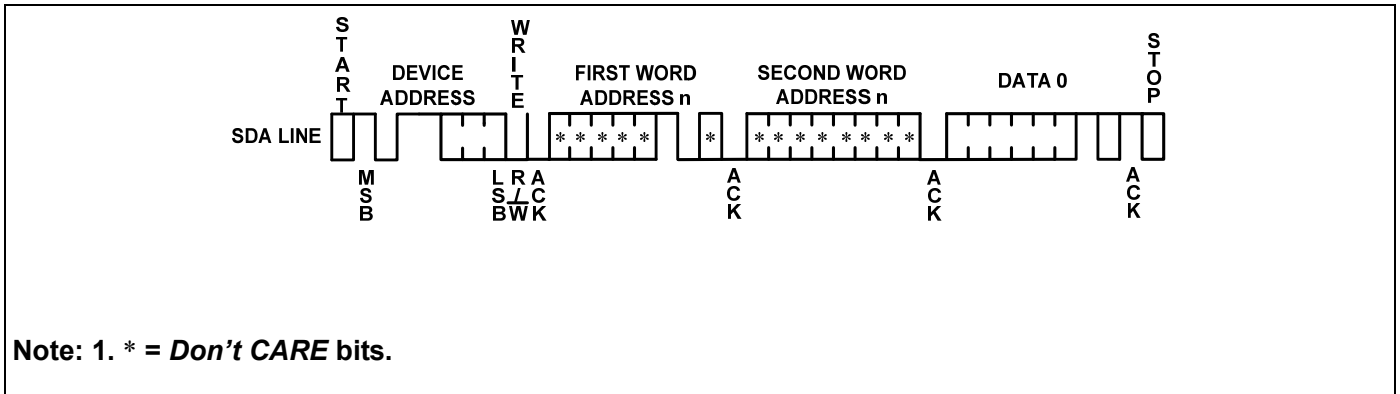 START
WRITE
STOP
DEVICE
ADDRESS
FIRST WORD
ADDRESS n
SECOND WORD
ADDRESS n
DATA 0
SDA LINE
* * * * *
*
* * * * * * * *
MSB
LSB
R/W
ACK
ACK
ACK
ACK
Note: 1. * = Don't CARE bits.